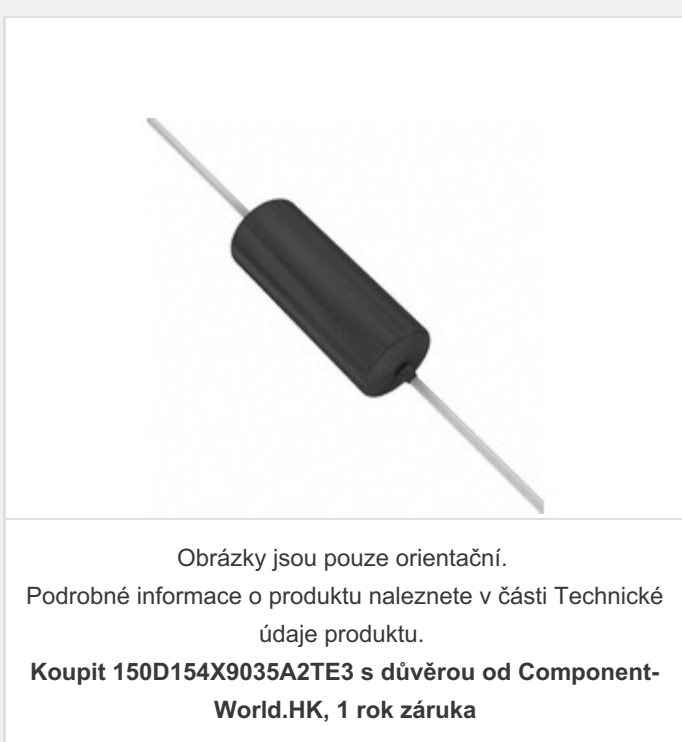 Obrázky jsou pouze orientační.
Podrobné informace o produktu naleznete v části Technické
údaje produktu.
Koupit 150D154X9035A2TE3 s důvěrou od Component-
World.HK, 1 rok záruka